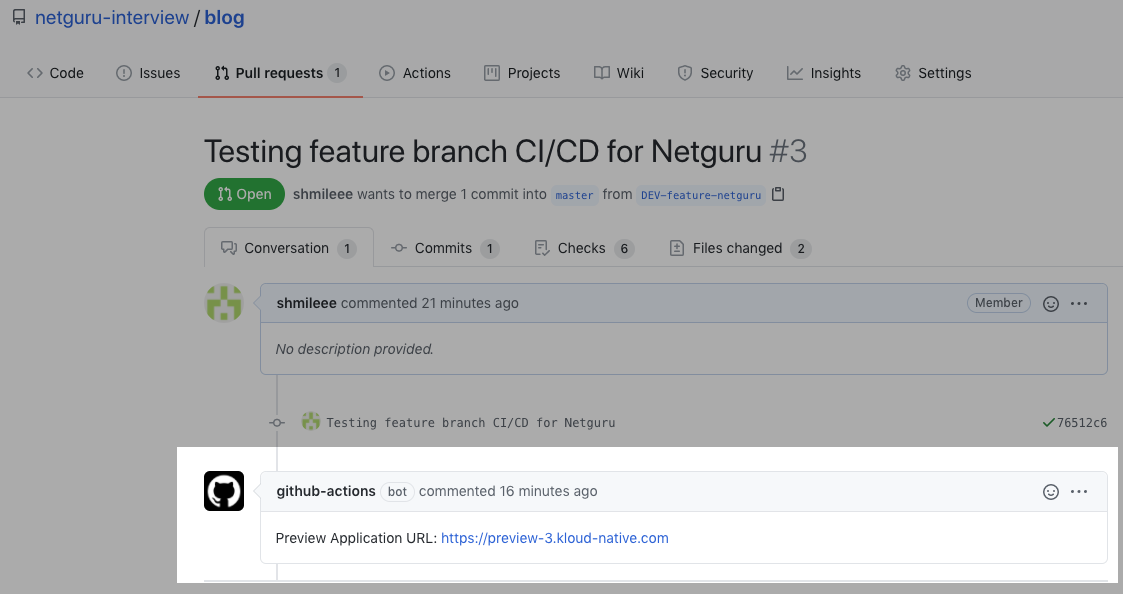 netguru-interview / blog
Code Issues Pull requests 1 Actions Projects Wiki Security Insights Settings
Testing feature branch CI/CD for Netguru #3
Open shmileee wants to merge 1 commit into master from DEV-feature-netguru
Conversation 1 Commits 1 Checks 6 Files changed 2
shmileee commented 21 minutes ago Member
No description provided.
Testing feature branch CI/CD for Netguru 76512c6
github-actions bot commented 16 minutes ago
Preview Application URL: https://preview-3.kloud-native.com